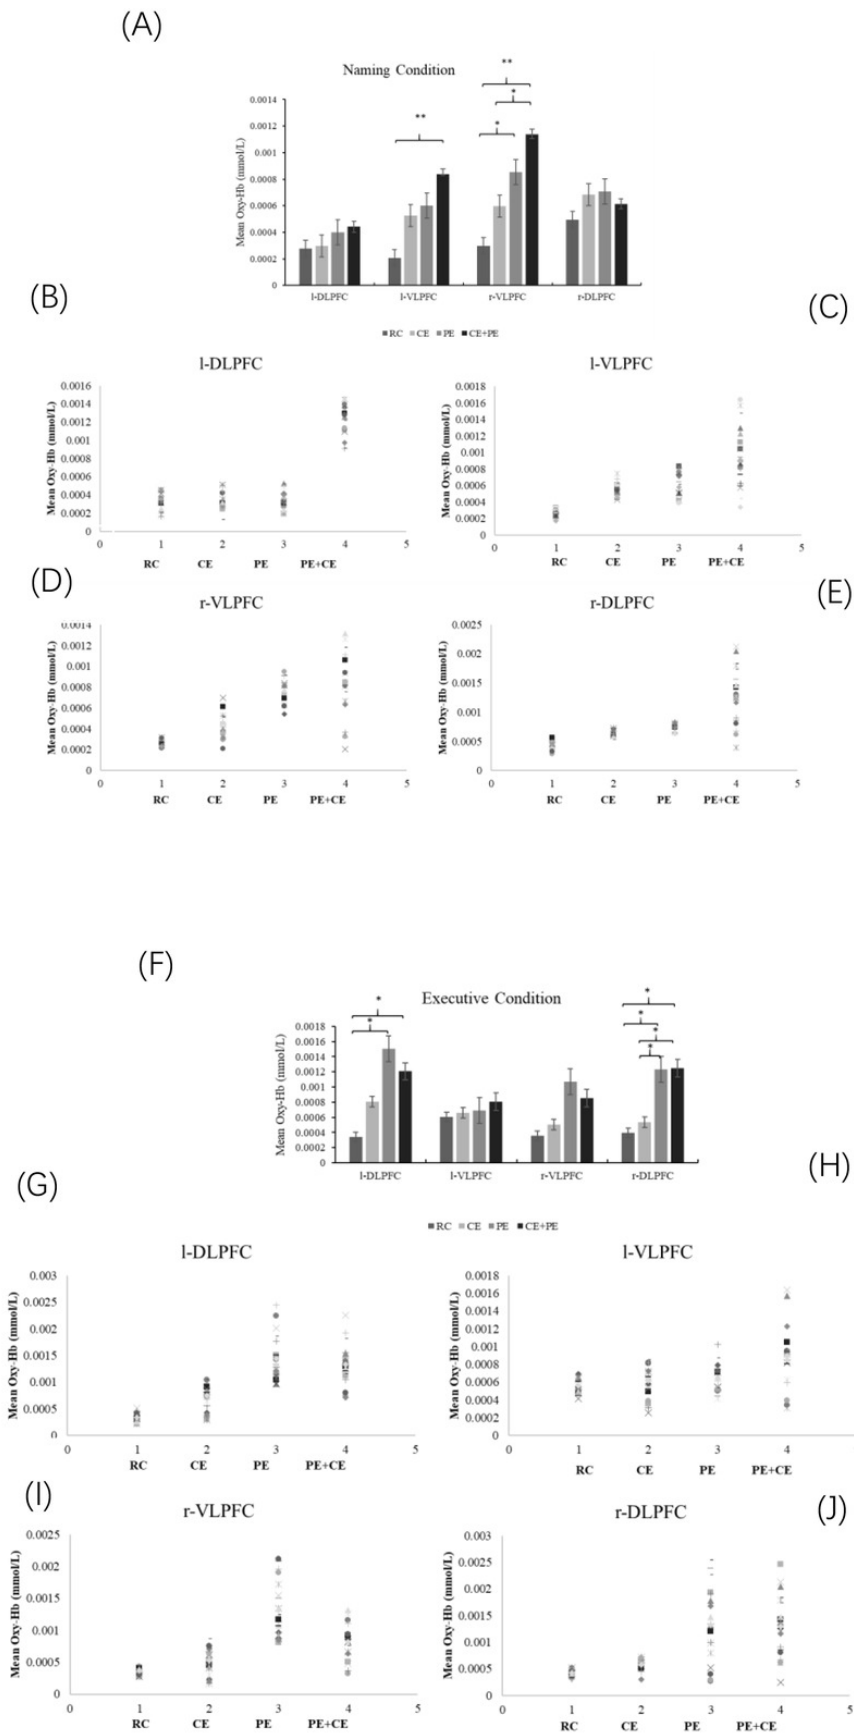 (A)
Naming Condition
**
**
*
*
Mean Oxy-Hb (mmol/L)
0.0014
0.0012
0.001
0.0008
0.0006
0.0004
0.0002
0
l-DLPFC l-VLPFC r-VLPFC r-DLPFC
RC CE PE CE+PE
(B)
l-DLPFC
Mean Oxy-Hb (mmol/L)
0.0016
0.0014
0.0012
0.001
0.0008
0.0006
0.0004
0.0002
0
0 1 2 3 4 5
RC CE PE PE+CE
(C)
l-VLPFC
Mean Oxy-Hb (mmol/L)
0.0018
0.0016
0.0014
0.0012
0.001
0.0008
0.0006
0.0004
0.0002
0
0 1 2 3 4 5
RC CE PE PE+CE
(D)
r-VLPFC
Mean Oxy-Hb (mmol/L)
0.0014
0.0012
0.001
0.0008
0.0006
0.0004
0.0002
0
0 1 2 3 4 5
RC CE PE PE+CE
(E)
r-DLPFC
Mean Oxy-Hb (mmol/L)
0.0025
0.002
0.0015
0.001
0.0005
0
0 1 2 3 4 5
RC CE PE PE+CE
(F)
Executive Condition
*
*
*
*
*
*
Mean Oxy-Hb (mmol/L)
0.0018
0.0016
0.0014
0.0012
0.001
0.0008
0.0006
0.0004
0.0002
0
l-DLPFC l-VLPFC r-VLPFC r-DLPFC
RC CE PE CE+PE
(G)
l-DLPFC
Mean Oxy-Hb (mmol/L)
0.003
0.0025
0.002
0.0015
0.001
0.0005
0
0 1 2 3 4 5
RC CE PE PE+CE
(H)
l-VLPFC
Mean Oxy-Hb (mmol/L)
0.0018
0.0016
0.0014
0.0012
0.001
0.0008
0.0006
0.0004
0.0002
0
0 1 2 3 4
RC CE PE PE+CE
(I)
r-VLPFC
Mean Oxy-Hb (mmol/L)
0.0025
0.002
0.0015
0.001
0.0005
0
0 1 2 3 4 5
RC CE PE PE+CE
(J)
r-DLPFC
Mean Oxy-Hb (mmol/L)
0.003
0.0025
0.002
0.0015
0.001
0.0005
0
0 1 2 3 4 5
RC CE PE PE+CE